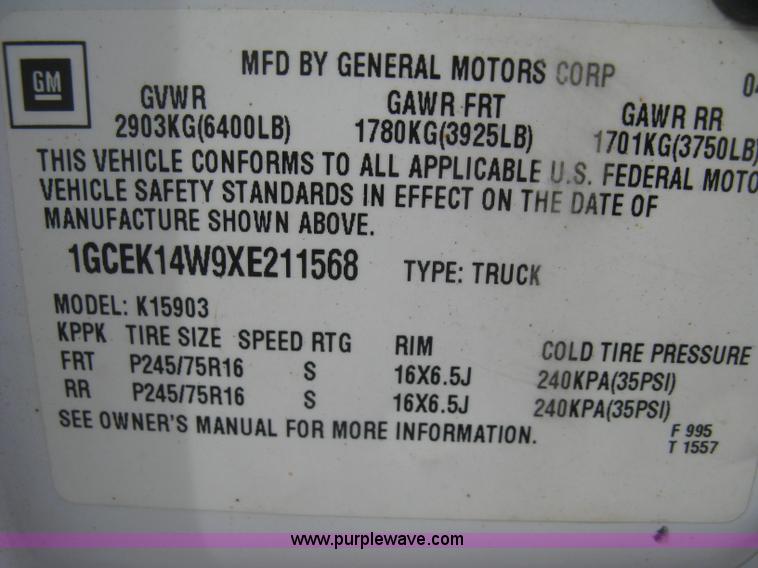 GM
MFD BY GENERAL MOTORS CORP 04
GVWR GAWR FRT GAWR RR
2903KG(6400LB) 1780KG(3925LB) 1701KG(3750LB)
THIS VEHICLE CONFORMS TO ALL APPLICABLE U.S. FEDERAL MOTO
VEHICLE SAFETY STANDARDS IN EFFECT ON THE DATE OF
MANUFACTURE SHOWN ABOVE.
1GCEK14W9XE211568 TYPE: TRUCK
MODEL: K15903
KPPK TIRE SIZE SPEED RTG RIM COLD TIRE PRESSURE
FRT P245/75R16 S 16X6.5J 240KPA(35PSI)
RR P245/75R16 S 16X6.5J 240KPA(35PSI)
SEE OWNER'S MANUAL FOR MORE INFORMATION.
F 995
T 1557
www.purplewave.com